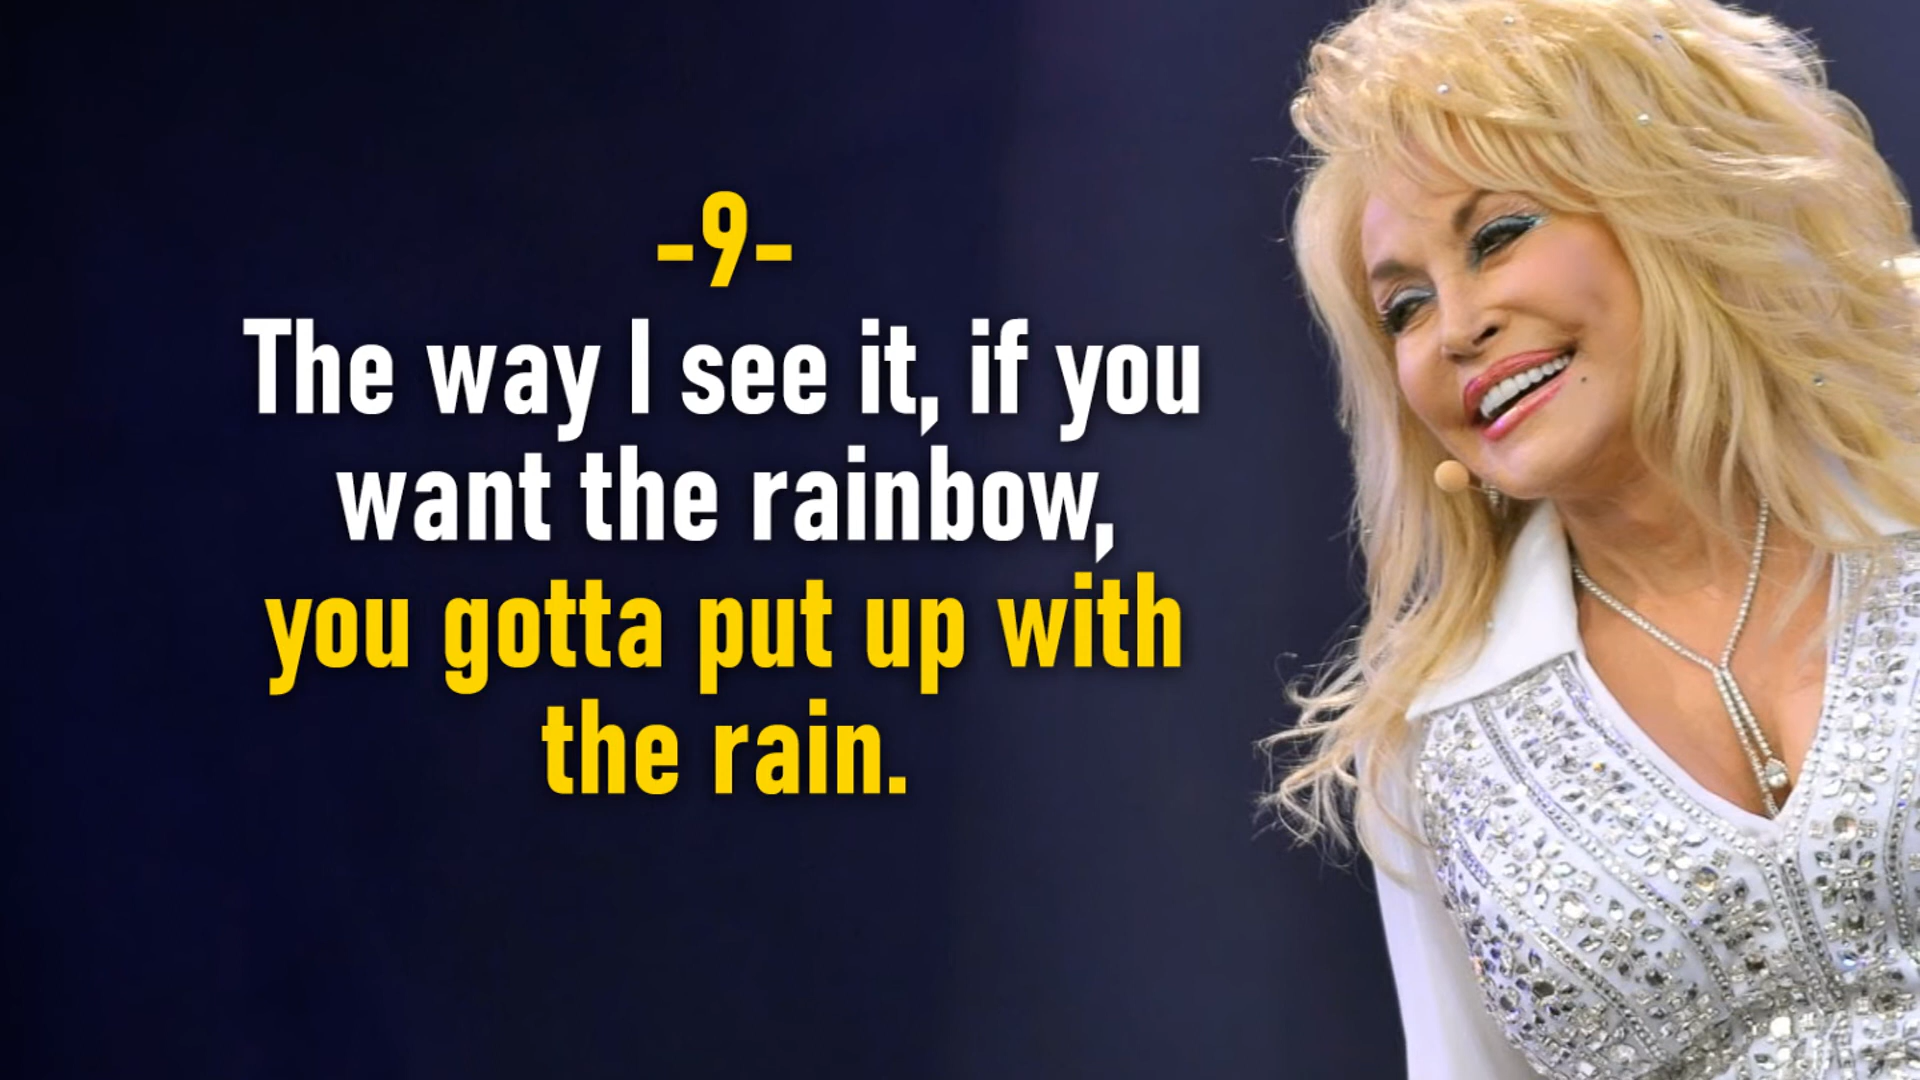 -9-
The way I see it, if you
want the rainbow,
you gotta put up with
the rain.